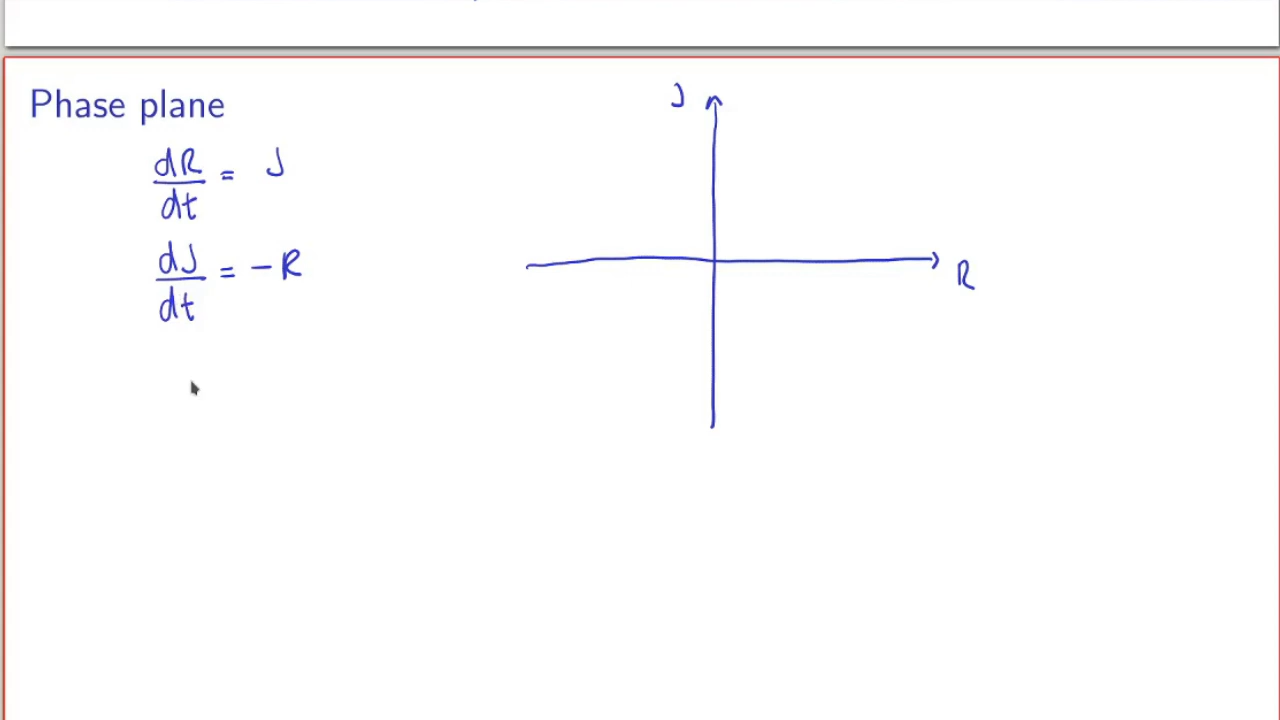 Phase plane
dR/dt = J
dJ/dt = -R
J
R